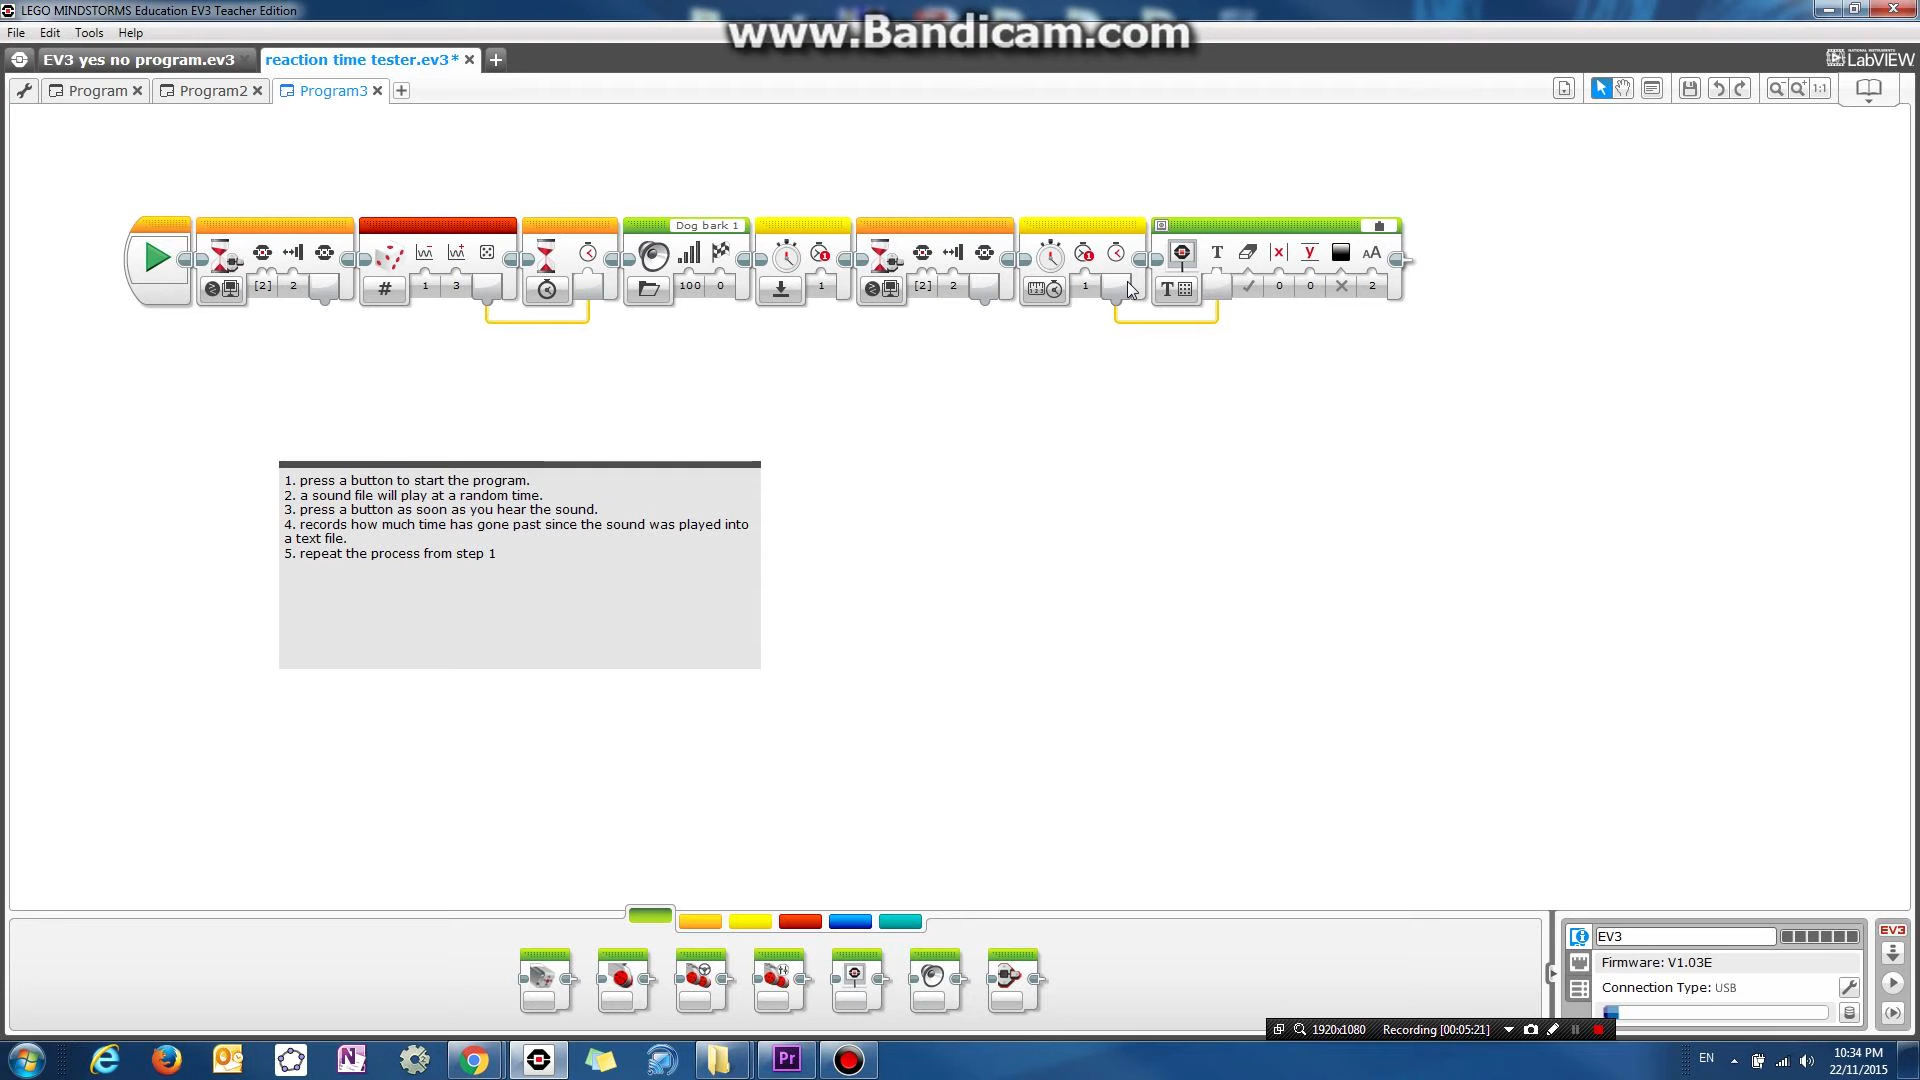 LEGO MINDSTORMS Education EV3 Teacher Edition
www.Bandicam.com
File Edit Tools Help
EV3 yes no program.ev3
reaction time tester.ev3*
NATIONAL INSTRUMENTS
LabVIEW
Program
Program2
Program3
1:1
Dog bark 1
[2] 2
# 1 3
100 0
1
[2] 2
1
T 0 0 2
1. press a button to start the program.
2. a sound file will play at a random time.
3. press a button as soon as you hear the sound.
4. records how much time has gone past since the sound was played into
a text file.
5. repeat the process from step 1
EV3
EV3
Firmware: V1.03E
Connection Type: USB
1920x1080 Recording [00:05:21]
EN
10:34 PM
22/11/2015